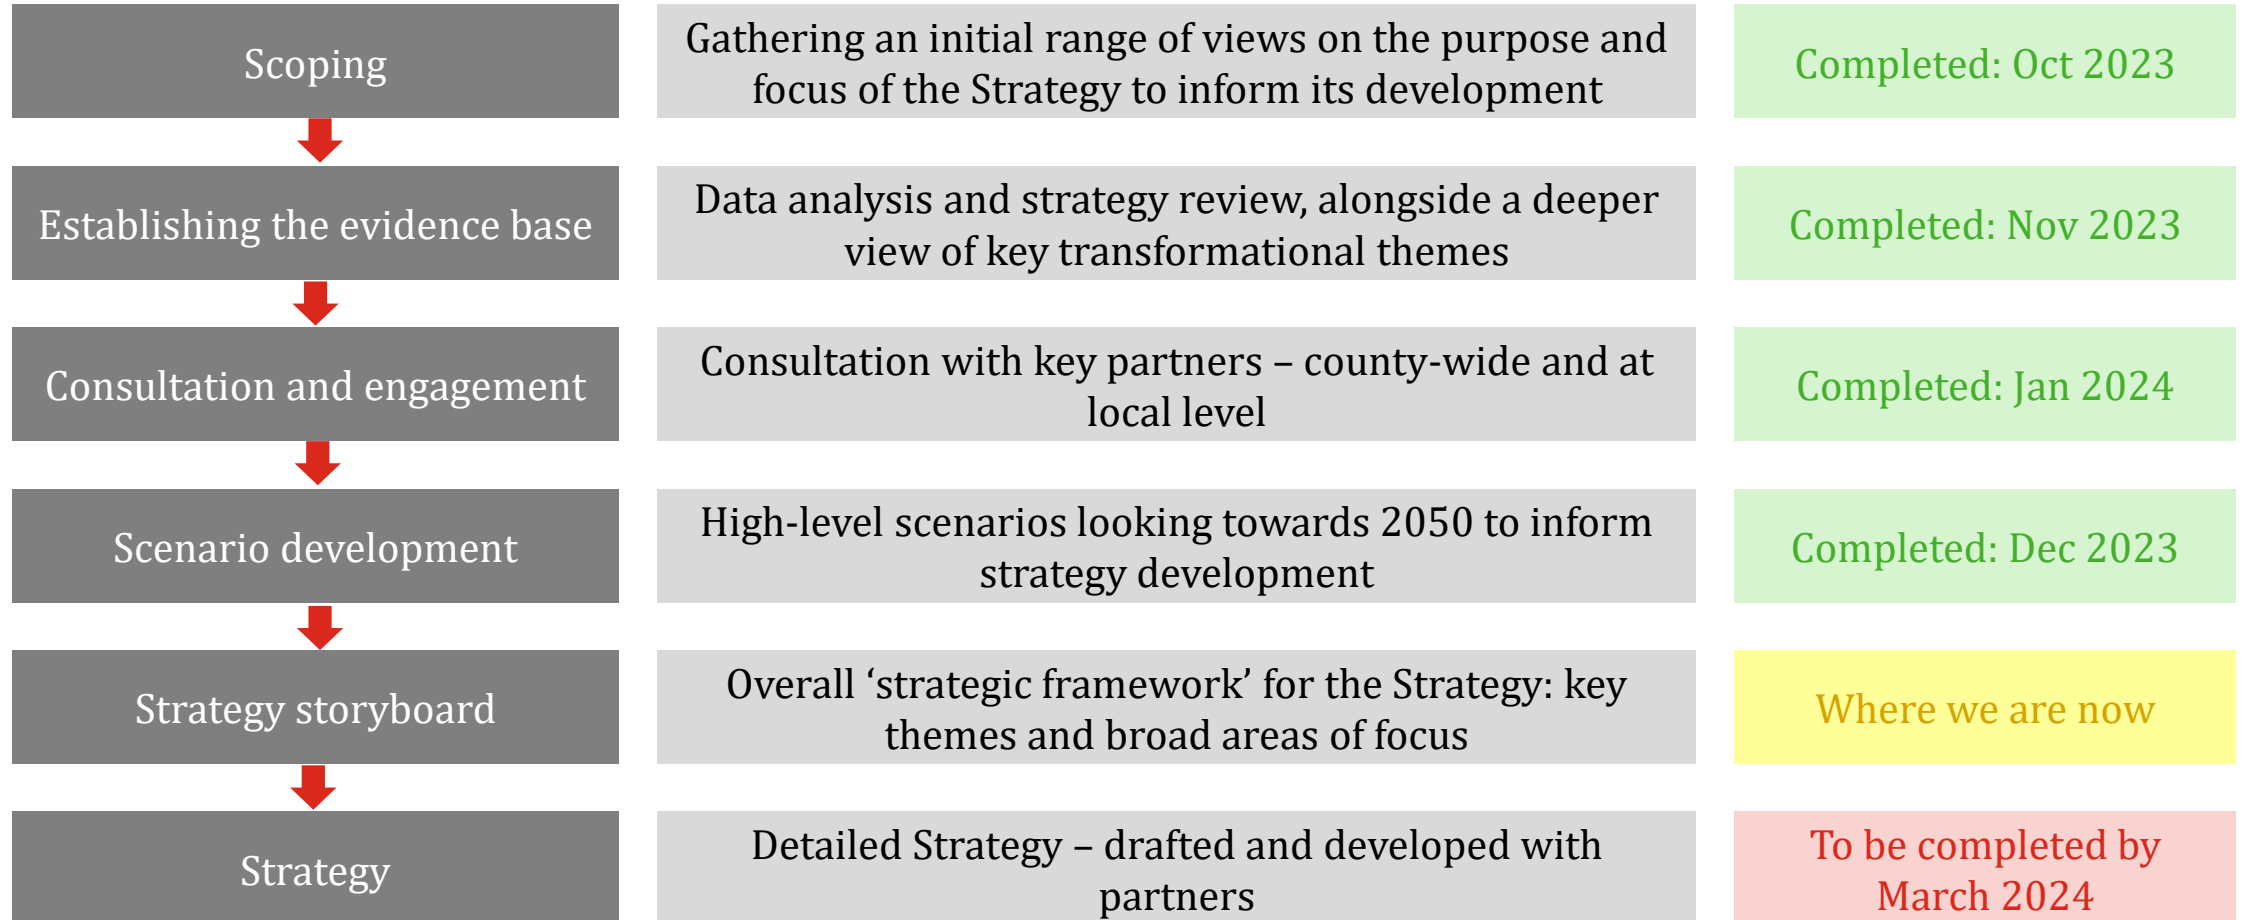 Scoping
Gathering an initial range of views on the purpose and
focus of the Strategy to inform its development
Completed: Oct 2023
Establishing the evidence base
Data analysis and strategy review, alongside a deeper
view of key transformational themes
Completed: Nov 2023
Consultation and engagement
Consultation with key partners – county-wide and at
local level
Completed: Jan 2024
Scenario development
High-level scenarios looking towards 2050 to inform
strategy development
Completed: Dec 2023
Strategy storyboard
Overall ‘strategic framework’ for the Strategy: key
themes and broad areas of focus
Where we are now
Strategy
Detailed Strategy – drafted and developed with
partners
To be completed by
March 2024